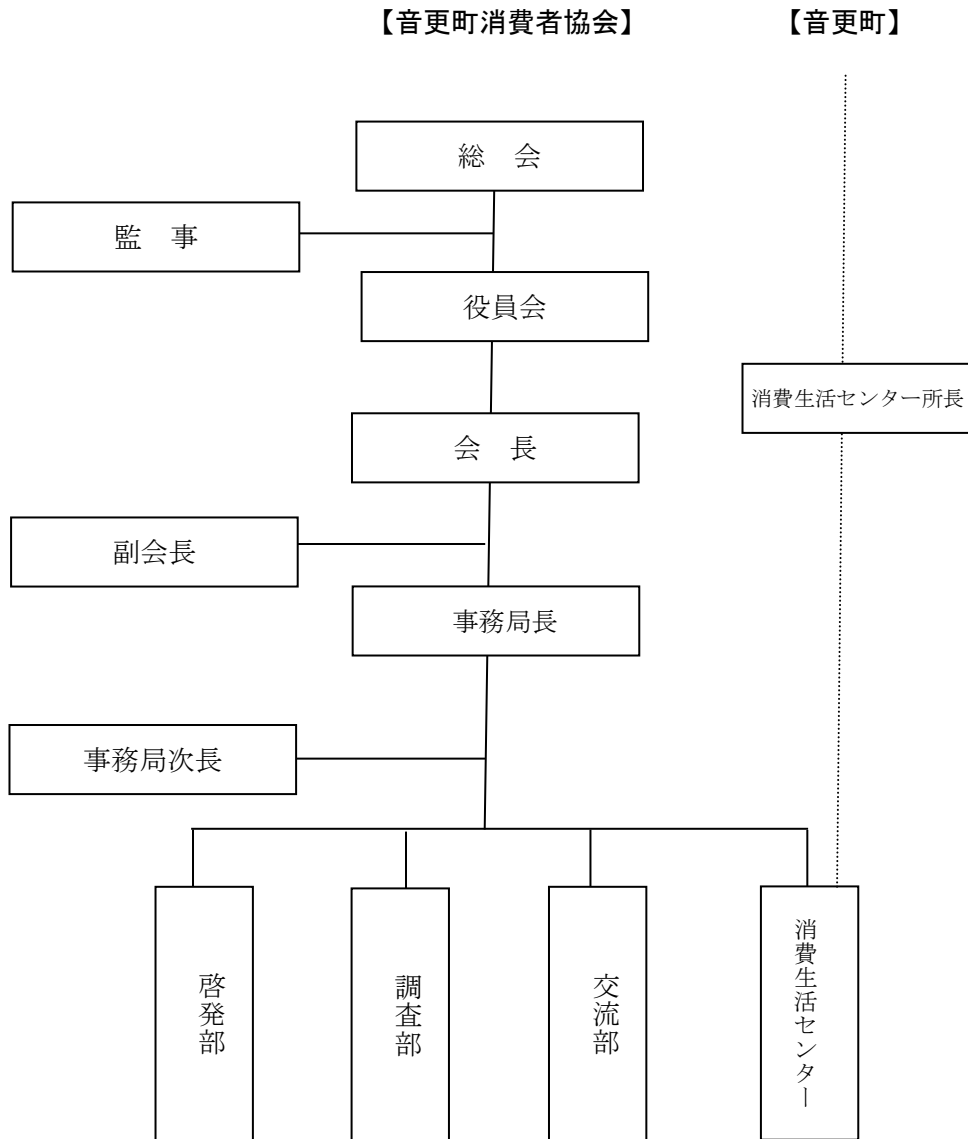 【音更町消費者協会】 【音更町】
総 会
監 事
役員会
消費生活センター所長
会 長
副会長
事務局長
事務局次長
啓発部
調査部
交流部
消費生活センター